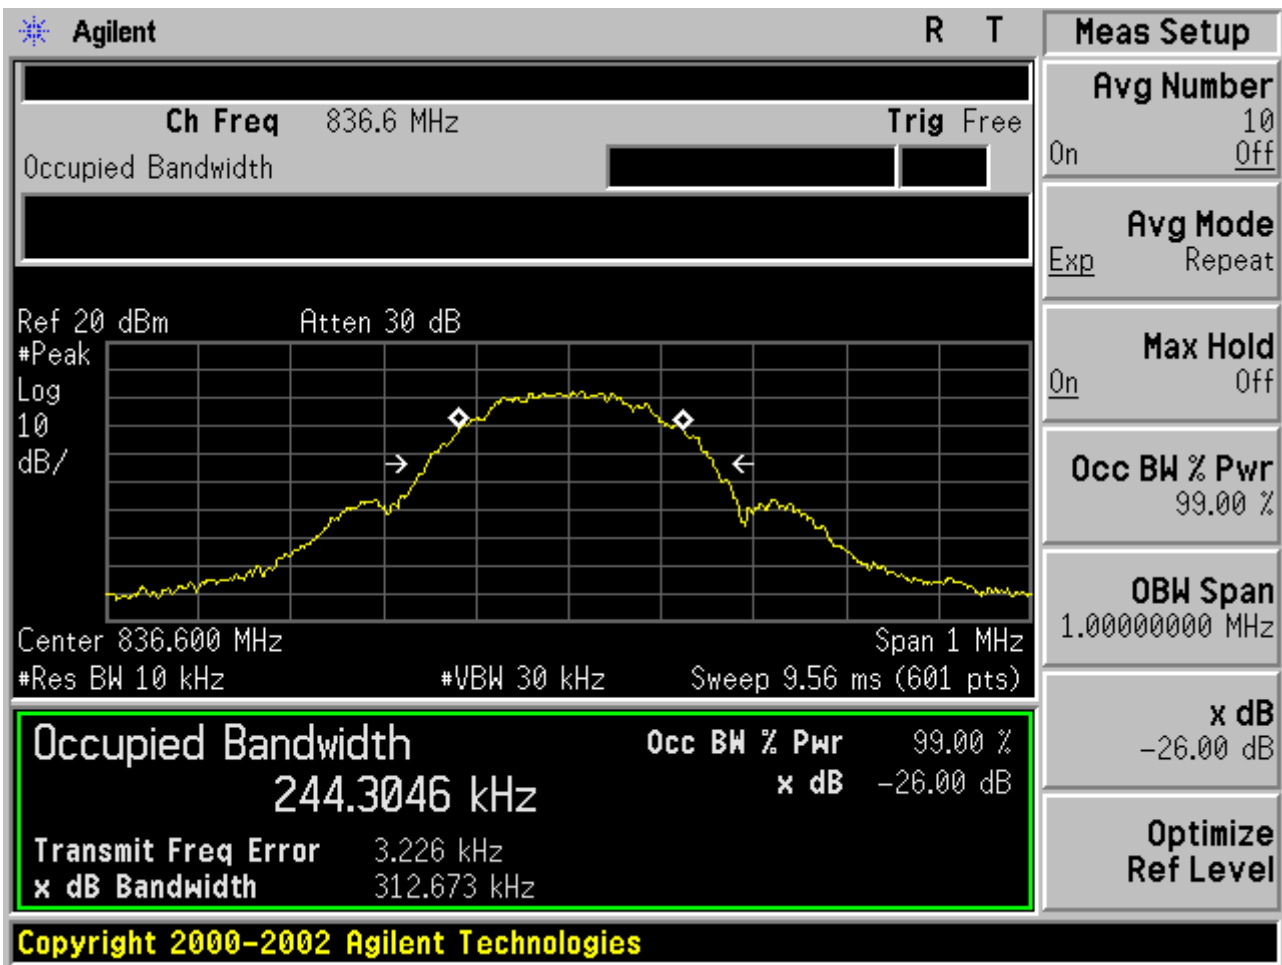 Agilent R T
Ch Freq 836.6 MHz Trig Free
Occupied Bandwidth
Ref 20 dBm Atten 30 dB
#Peak
Log
10
dB/
Center 836.600 MHz Span 1 MHz
#Res BW 10 kHz #VBW 30 kHz Sweep 9.56 ms (601 pts)
Occupied Bandwidth Occ BW % Pwr 99.00 %
244.3046 kHz x dB -26.00 dB
Transmit Freq Error 3.226 kHz
x dB Bandwidth 312.673 kHz
Copyright 2000-2002 Agilent Technologies
Meas Setup
Avg Number
10
On Off
Avg Mode
Exp Repeat
Max Hold
On Off
Occ BW % Pwr
99.00 %
OBW Span
1.00000000 MHz
x dB
-26.00 dB
Optimize
Ref Level